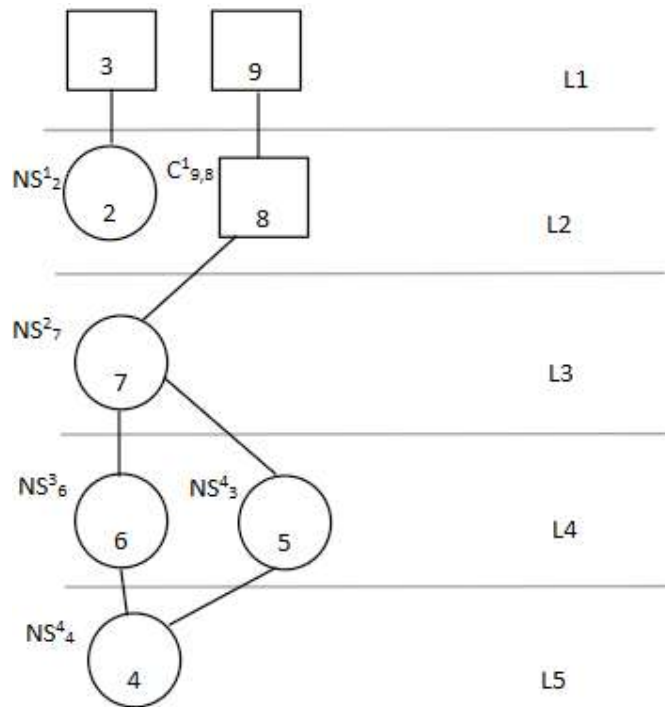 3 9 L1
NS¹₂ C¹₉,₈
2 8 L2
NS²₇
7 L3
NS³₆ NS⁴₃
6 5 L4
NS⁴₄
4 L5